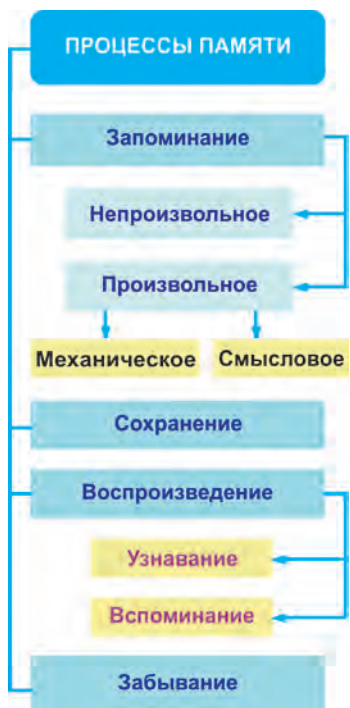 ПРОЦЕССЫ ПАМЯТИ
Запоминание
Непроизвольное
Произвольное
Механическое
Смысловое
Сохранение
Воспроизведение
Узнавание
Вспоминание
Забывание